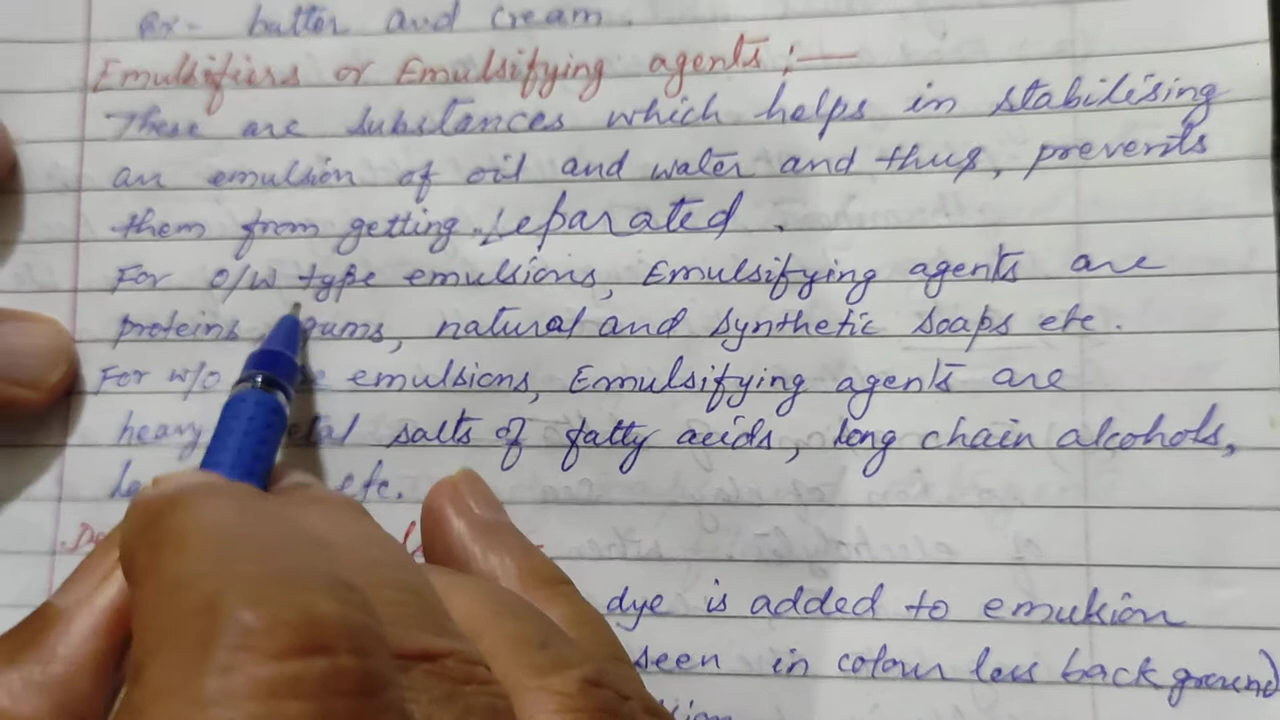 Ex- butter and cream.
Emulsifiers or Emulsifying agents :—
These are substances which helps in stabilising
an emulsion of oil and water and thus, prevents
them from getting separated.
For O/W type emulsions, Emulsifying agents are
proteins, gums, natural and synthetic soaps etc.
For W/O emulsions, Emulsifying agents are
heavy salts of fatty acids, long chain alcohols,
etc.
dye is added to emulsion
seen in colour less background